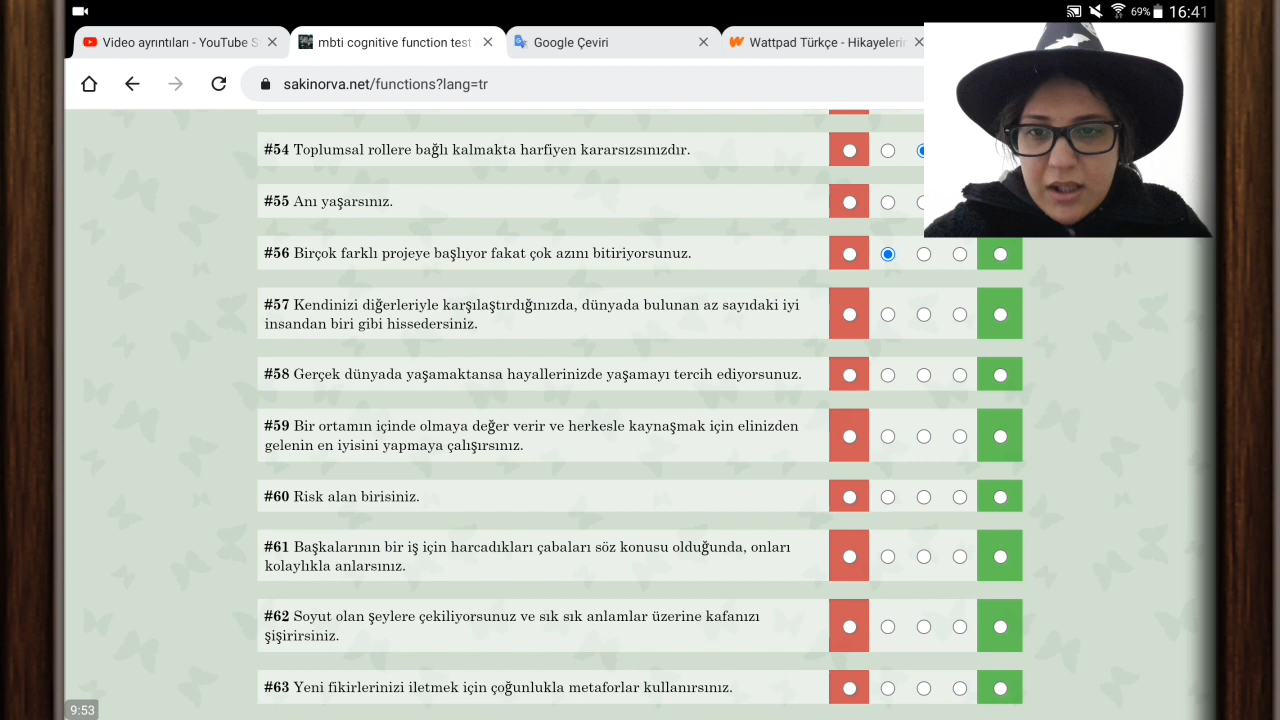 69% 16:41
Video ayrıntıları - YouTube S
mbti cognitive function test
Google Çeviri
Wattpad Türkçe - Hikayelerin
sakinorva.net/functions?lang=tr
#54 Toplumsal rollere bağlı kalmakta harfiyen kararsızsınızdır.
#55 Anı yaşarsınız.
#56 Birçok farklı projeye başlıyor fakat çok azını bitiriyorsunuz.
#57 Kendinizi diğerleriyle karşılaştırdığınızda, dünyada bulunan az sayıdaki iyi
insandan biri gibi hissedersiniz.
#58 Gerçek dünyada yaşamaktansa hayallerinizde yaşamayı tercih ediyorsunuz.
#59 Bir ortamın içinde olmaya değer verir ve herkesle kaynaşmak için elinizden
gelenin en iyisini yapmaya çalışırsınız.
#60 Risk alan birisiniz.
#61 Başkalarının bir iş için harcadıkları çabaları söz konusu olduğunda, onları
kolaylıkla anlarsınız.
#62 Soyut olan şeylere çekiliyorsunuz ve sık sık anlamlar üzerine kafanızı
şişirirsiniz.
#63 Yeni fikirlerinizi iletmek için çoğunlukla metaforlar kullanırsınız.
9:53